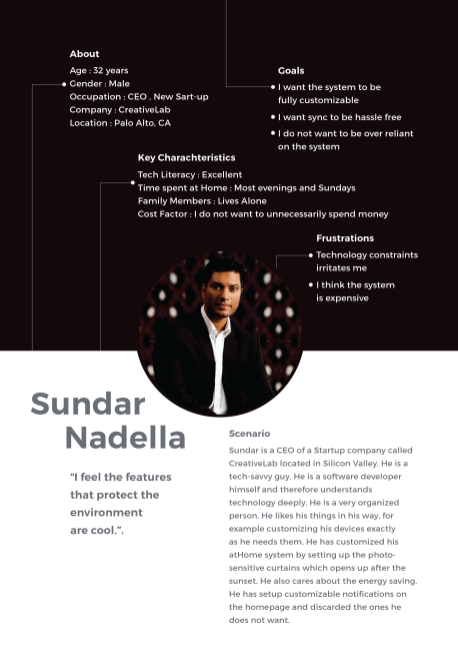 About
Age : 32 years
Gender : Male
Occupation : CEO , New Sart-up
Company : CreativeLab
Location : Palo Alto, CA
Goals
I want the system to be
fully customizable
I want sync to be hassle free
I do not want to be over reliant
on the system
Key Charachteristics
Tech Literacy : Excellent
Time spent at Home : Most evenings and Sundays
Family Members : Lives Alone
Cost Factor : I do not want to unnecessarily spend money
Frustrations
Technology constraints
irritates me
I think the system
is expensive
Sundar
Nadella
"I feel the features
that protect the
environment
are cool.".
Scenario
Sundar is a CEO of a Startup company called
CreativeLab located in Silicon Valley. He is a
tech-savvy guy. He is a software developer
himself and therefore understands
technology deeply. He is a very organized
person. He likes his things in his way, for
example customizing his devices exactly
as he needs them. He has customized his
atHome system by setting up the photo-
sensitive curtains which opens up after the
sunset. He also cares about the energy saving.
He has setup customizable notifications on
the homepage and discarded the ones he
does not want.